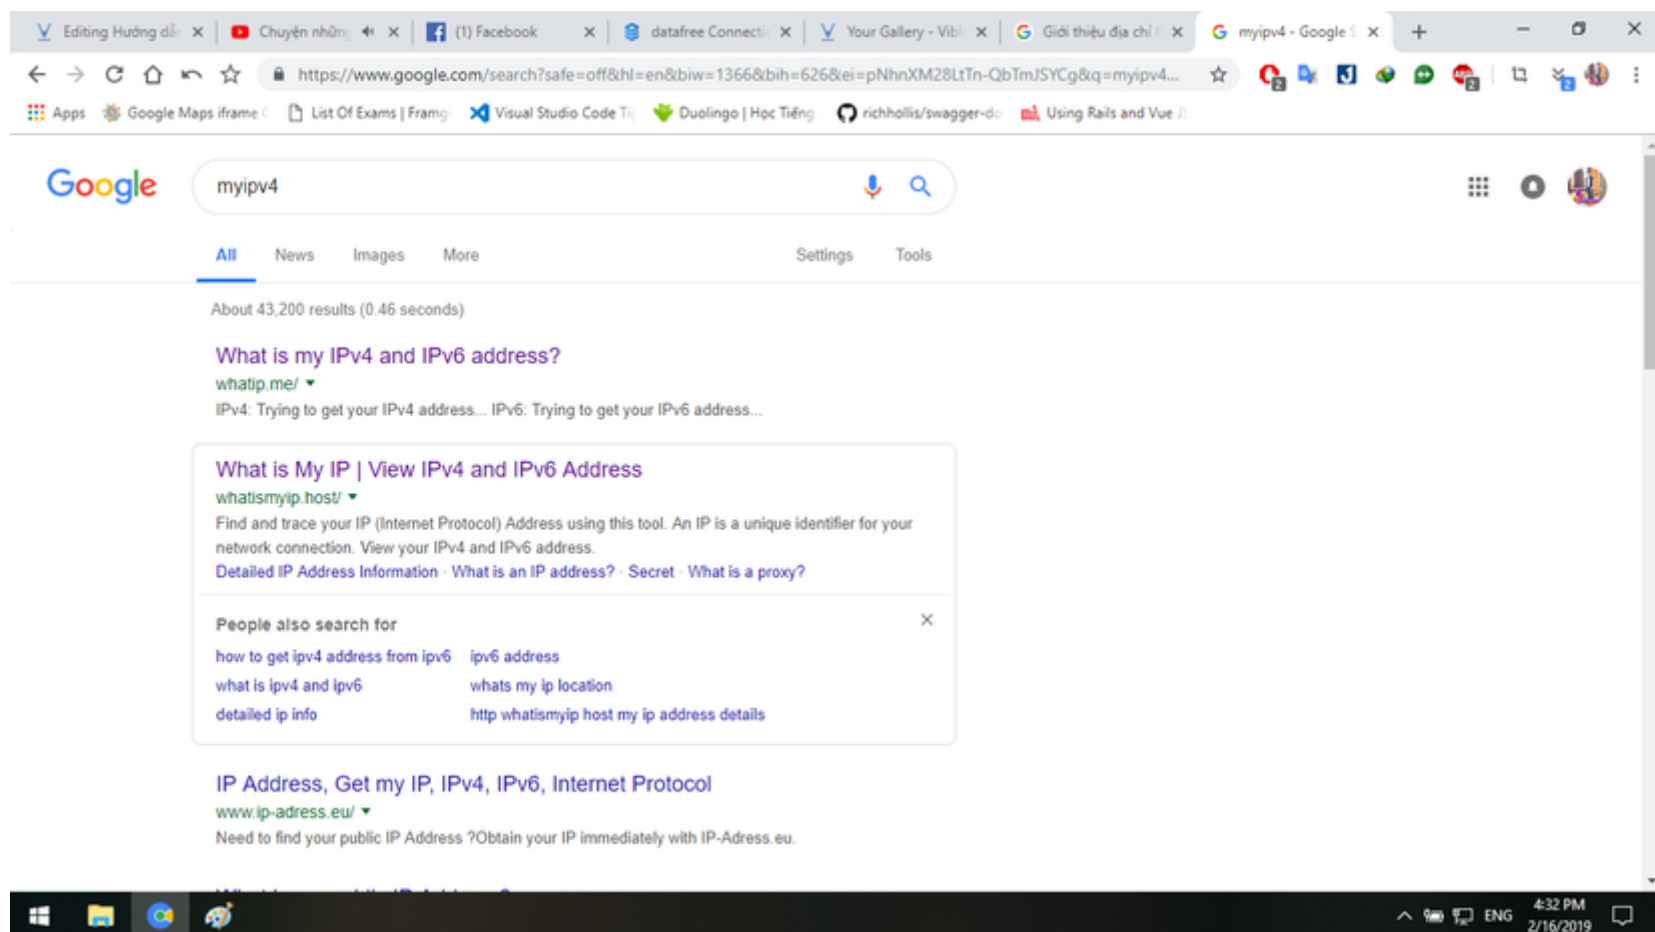 Editing Hướng dẫ
Chuyện những
(1) Facebook
datafree Connecti
Your Gallery - Vibl
Giới thiệu địa chỉ I
myipv4 - Google S
https://www.google.com/search?safe=off&hl=en&biw=1366&bih=626&ei=pNhnXM28LtTn-QbTmJSYCg&q=myipv4...
2
2
2
Apps
Google Maps iframe G
List Of Exams | Framgi
Visual Studio Code Ti
Duolingo | Học Tiếng
richhollis/swagger-do
Using Rails and Vue JS
Google
myipv4
All News Images More Settings Tools
About 43,200 results (0.46 seconds)
What is my IPv4 and IPv6 address?
whatip.me/
IPv4: Trying to get your IPv4 address... IPv6: Trying to get your IPv6 address...
What is My IP | View IPv4 and IPv6 Address
whatismyip.host/
Find and trace your IP (Internet Protocol) Address using this tool. An IP is a unique identifier for your
network connection. View your IPv4 and IPv6 address.
Detailed IP Address Information · What is an IP address? · Secret · What is a proxy?
People also search for
how to get ipv4 address from ipv6 ipv6 address
what is ipv4 and ipv6 whats my ip location
detailed ip info http whatismyip host my ip address details
IP Address, Get my IP, IPv4, IPv6, Internet Protocol
www.ip-adress.eu/
Need to find your public IP Address ?Obtain your IP immediately with IP-Adress.eu.
ENG
4:32 PM
2/16/2019